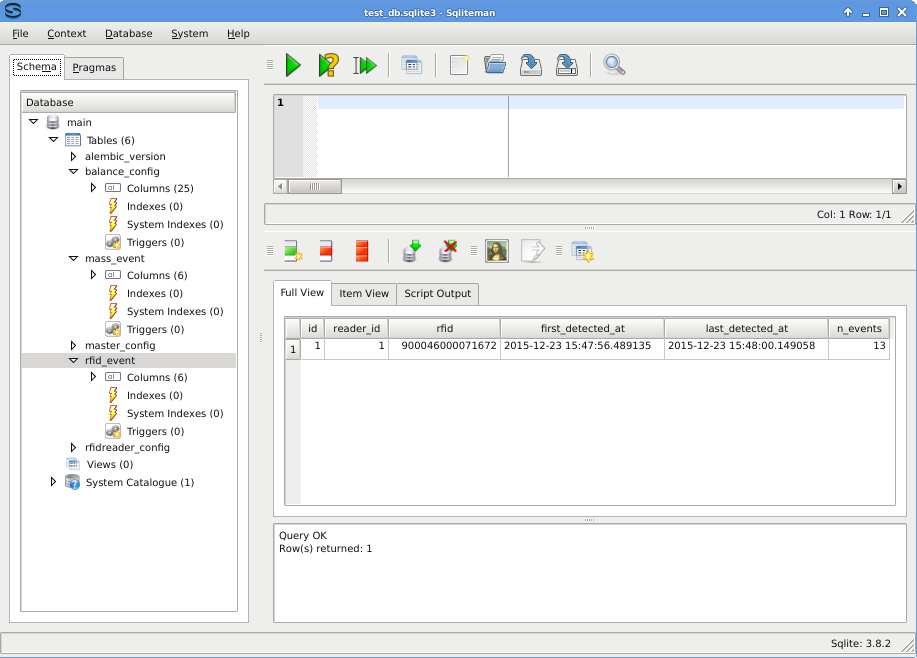 test_db.sqlite3 - Sqliteman
File Context Database System Help
Schema Pragmas
Database
main
Tables (6)
alembic_version
balance_config
Columns (25)
Indexes (0)
System Indexes (0)
Triggers (0)
mass_event
Columns (6)
Indexes (0)
System Indexes (0)
Triggers (0)
master_config
rfid_event
Columns (6)
Indexes (0)
System Indexes (0)
Triggers (0)
rfidreader_config
Views (0)
System Catalogue (1)
1
Col: 1 Row: 1/1
Full View Item View Script Output
id reader_id rfid first_detected_at last_detected_at n_events
1 1 1 900046000071672 2015-12-23 15:47:56.489135 2015-12-23 15:48:00.149058 13
Query OK
Row(s) returned: 1
Sqlite: 3.8.2